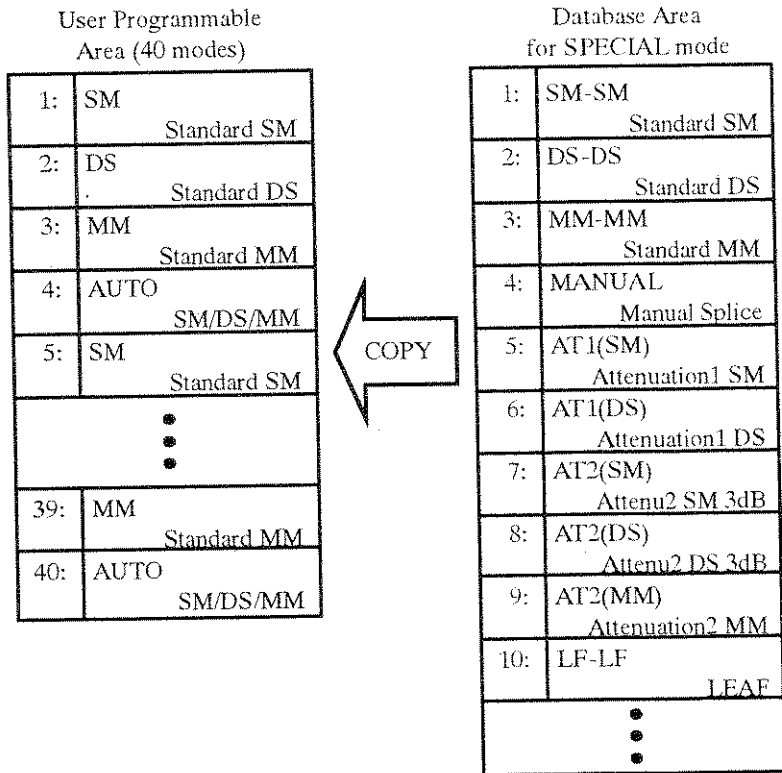 User Programmable
Area (40 modes)
1: SM
Standard SM
2: DS
Standard DS
3: MM
Standard MM
4: AUTO
SM/DS/MM
5: SM
Standard SM
39: MM
Standard MM
40: AUTO
SM/DS/MM
COPY
Database Area
for SPECIAL mode
1: SM-SM
Standard SM
2: DS-DS
Standard DS
3: MM-MM
Standard MM
4: MANUAL
Manual Splice
5: AT1(SM)
Attenuation1 SM
6: AT1(DS)
Attenuation1 DS
7: AT2(SM)
Attenu2 SM 3dB
8: AT2(DS)
Attenu2 DS 3dB
9: AT2(MM)
Attenuation2 MM
10: LF-LF
LEAF